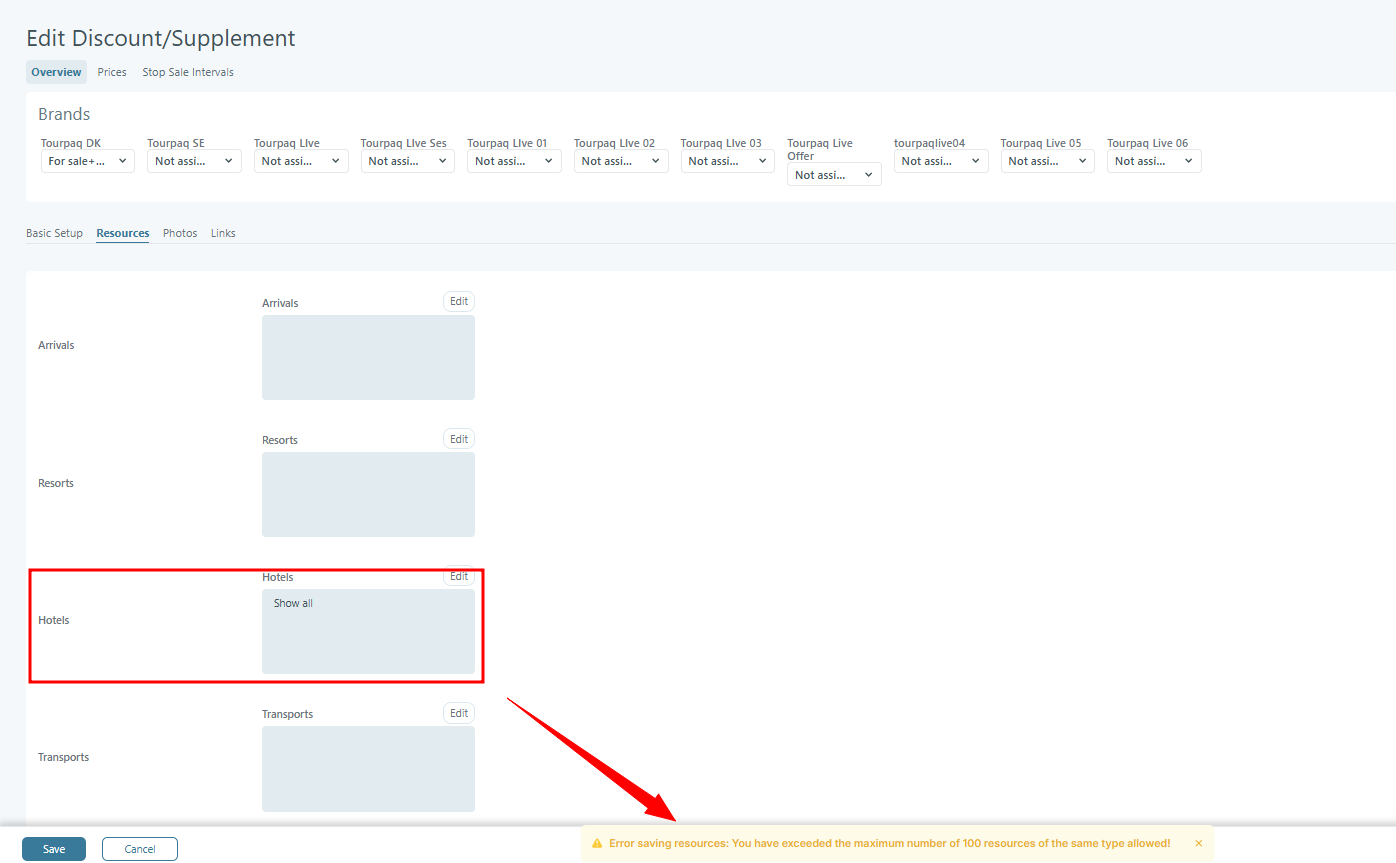 Edit Discount/Supplement
Overview Prices Stop Sale Intervals
Brands
Tourpaq DK Tourpaq SE Tourpaq LIve Tourpaq LIve Ses Tourpaq LIve 01 Tourpaq LIve 02 Tourpaq LIve 03 Tourpaq Live Offer tourpaqlive04 Tourpaq Live 05 Tourpaq Live 06
For sale+... Not assi... Not assi... Not assi... Not assi... Not assi... Not assi... Not assi... Not assi... Not assi... Not assi...
Basic Setup Resources Photos Links
Arrivals Edit
Arrivals
Resorts Edit
Resorts
Hotels Edit
Show all
Hotels
Transports Edit
Transports
Save Cancel Error saving resources: You have exceeded the maximum number of 100 resources of the same type allowed!